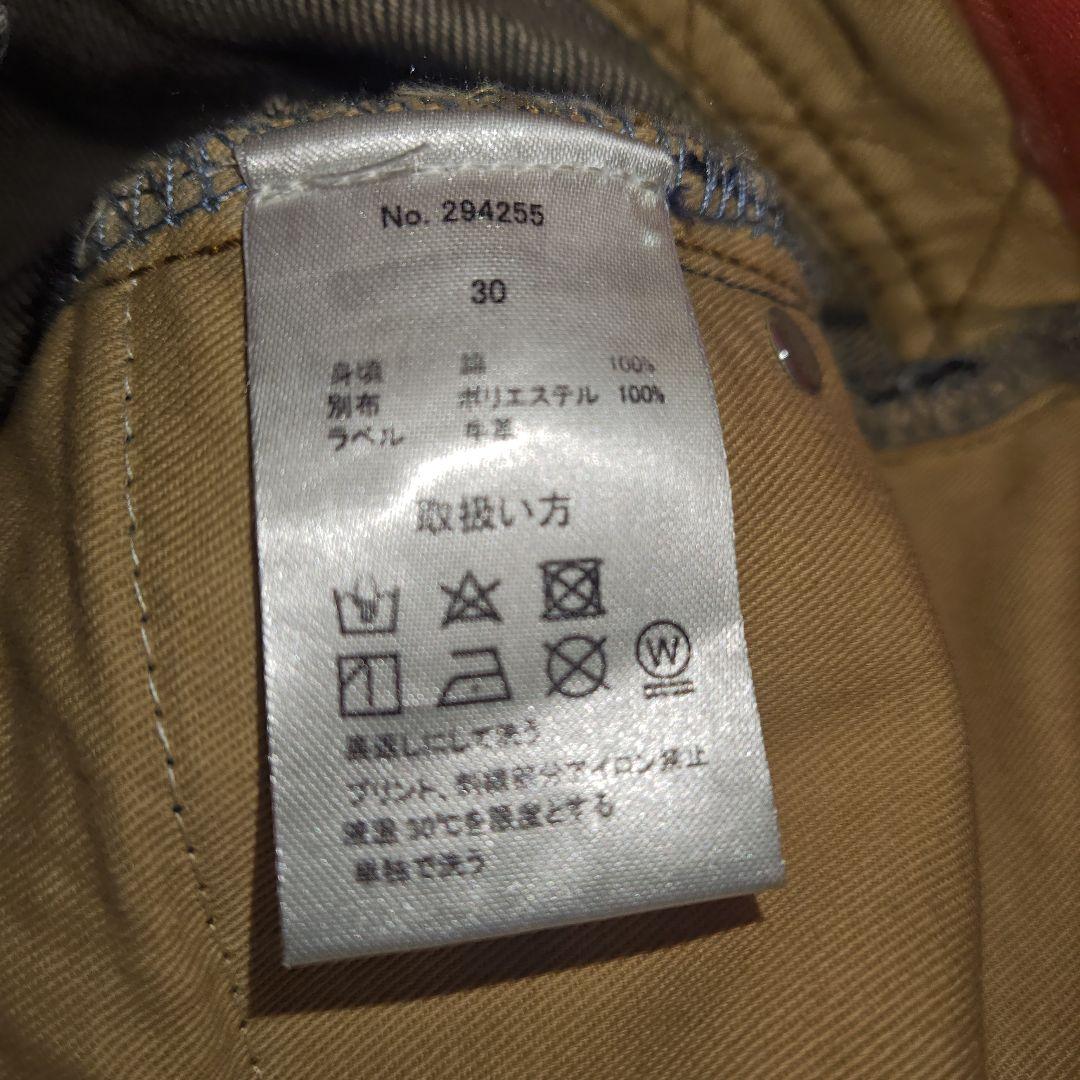 No. 294255
30
身頃 綿 100%
別布 ポリエステル 100%
ラベル 牛革
取扱い方
W
裏返しにして洗う
プリント、刺繍部分アイロン禁止
液温30℃を限度とする
単独で洗う